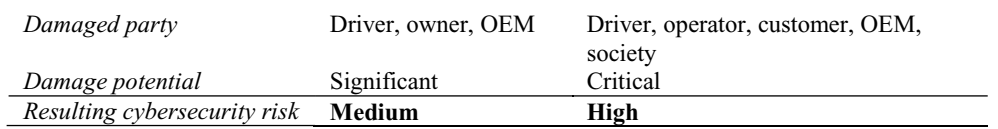 Damaged party Driver, owner, OEM Driver, operator, customer, OEM,
society
Damage potential Significant Critical
Resulting cybersecurity risk Medium High